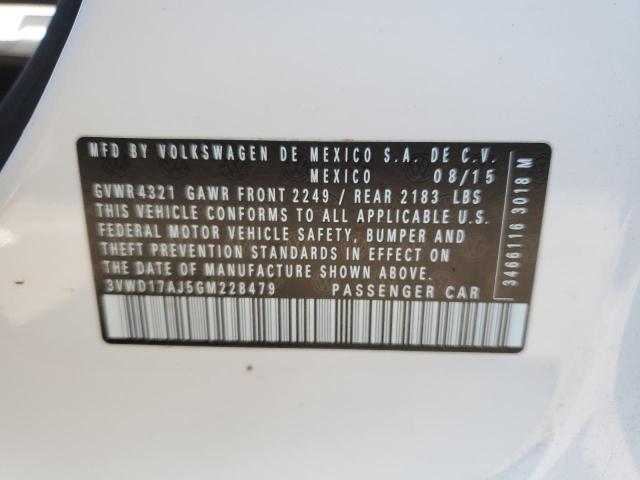 MFD BY VOLKSWAGEN DE MEXICO S.A. DE C.V.
MEXICO 08/15
GVWR 4321 GAWR FRONT 2249 / REAR 2183 LBS
THIS VEHICLE CONFORMS TO ALL APPLICABLE U.S.
FEDERAL MOTOR VEHICLE SAFETY, BUMPER AND
THEFT PREVENTION STANDARDS IN EFFECT ON
THE DATE OF MANUFACTURE SHOWN ABOVE.
3VWD17AJ5GM228479 PASSENGER CAR
3466116 3018 M